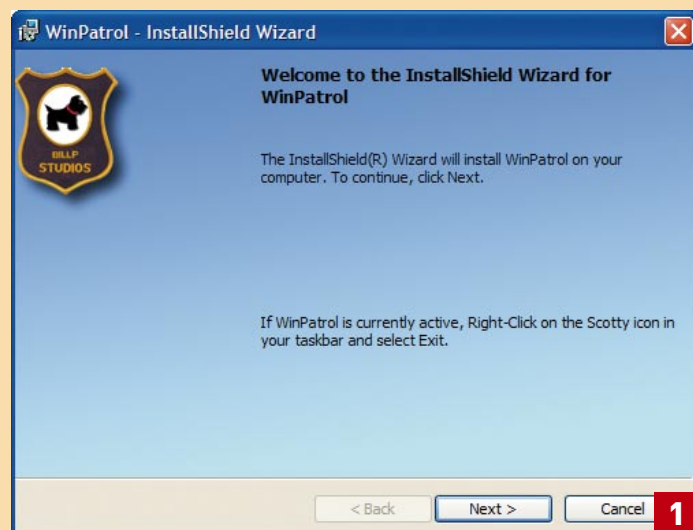 WinPatrol - InstallShield Wizard
BILLP
STUDIOS
Welcome to the InstallShield Wizard for
WinPatrol
The InstallShield(R) Wizard will install WinPatrol on your
computer. To continue, click Next.
If WinPatrol is currently active, Right-Click on the Scotty icon in
your taskbar and select Exit.
< Back
Next >
Cancel
1